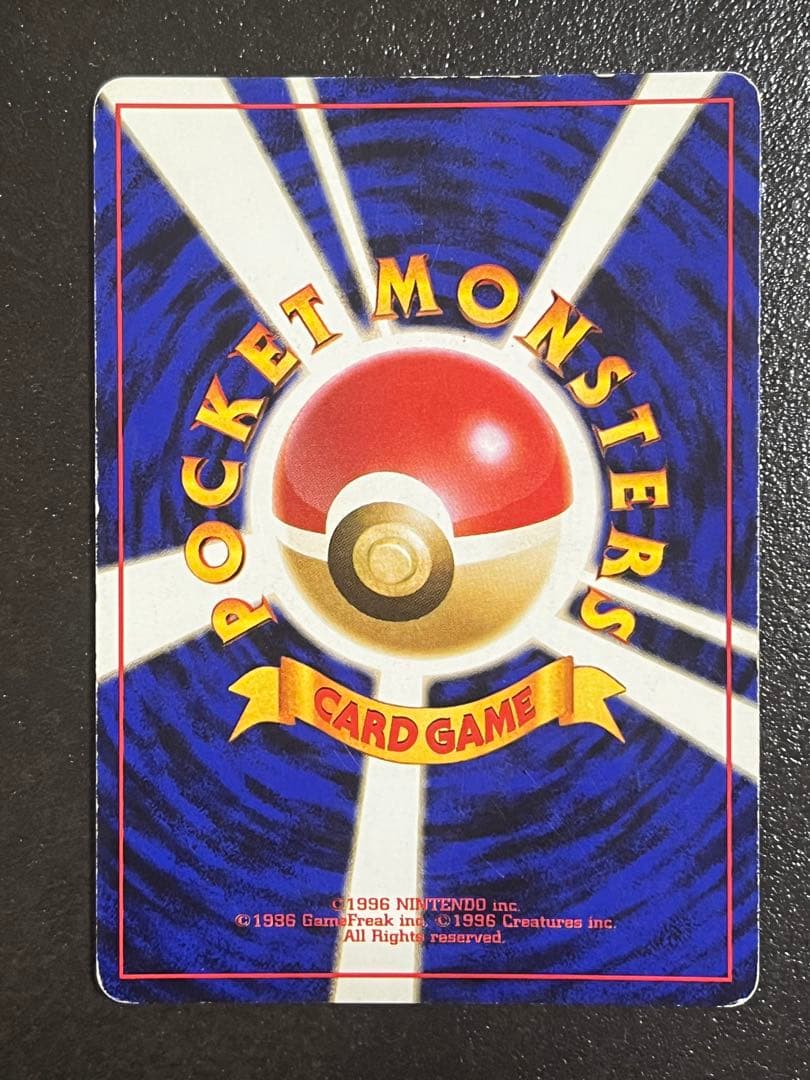 POCKET MONSTERS
CARD GAME
©1996 NINTENDO inc.
©1996 GameFreak inc. ©1996 Creatures inc.
All Rights reserved.